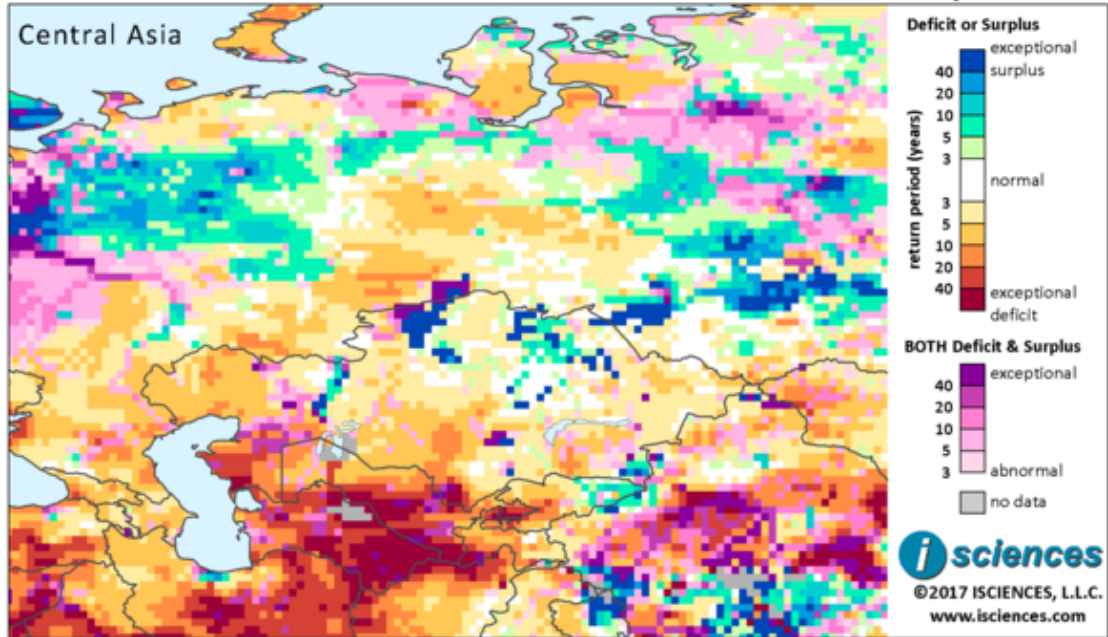 Central Asia
Deficit or Surplus
exceptional
surplus
40
20
10
5
3
normal
3
5
10
20
40
exceptional
deficit
return period (years)
BOTH Deficit & Surplus
exceptional
40
20
10
5
3
abnormal
no data
i sciences
©2017 ISCIENCES, L.L.C.
www.isciences.com